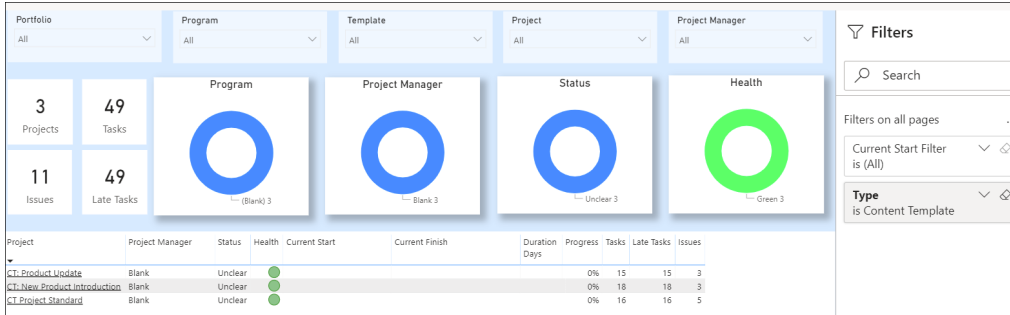 Portfolio
Program
Template
Project
Project Manager
All
All
All
All
All
3
Projects
49
Tasks
11
Issues
49
Late Tasks
Program
(Blank) 3
Project Manager
Blank 3
Status
Unclear 3
Health
Green 3
Project Project Manager Status Health Current Start Current Finish Duration Days Progress Tasks Late Tasks Issues
CT: Product Update Blank Unclear 0% 15 15 3
CT: New Product Introduction Blank Unclear 0% 18 18 3
CT Project Standard Blank Unclear 0% 16 16 5
Filters
Search
Filters on all pages
Current Start Filter
is (All)
Type
is Content Template